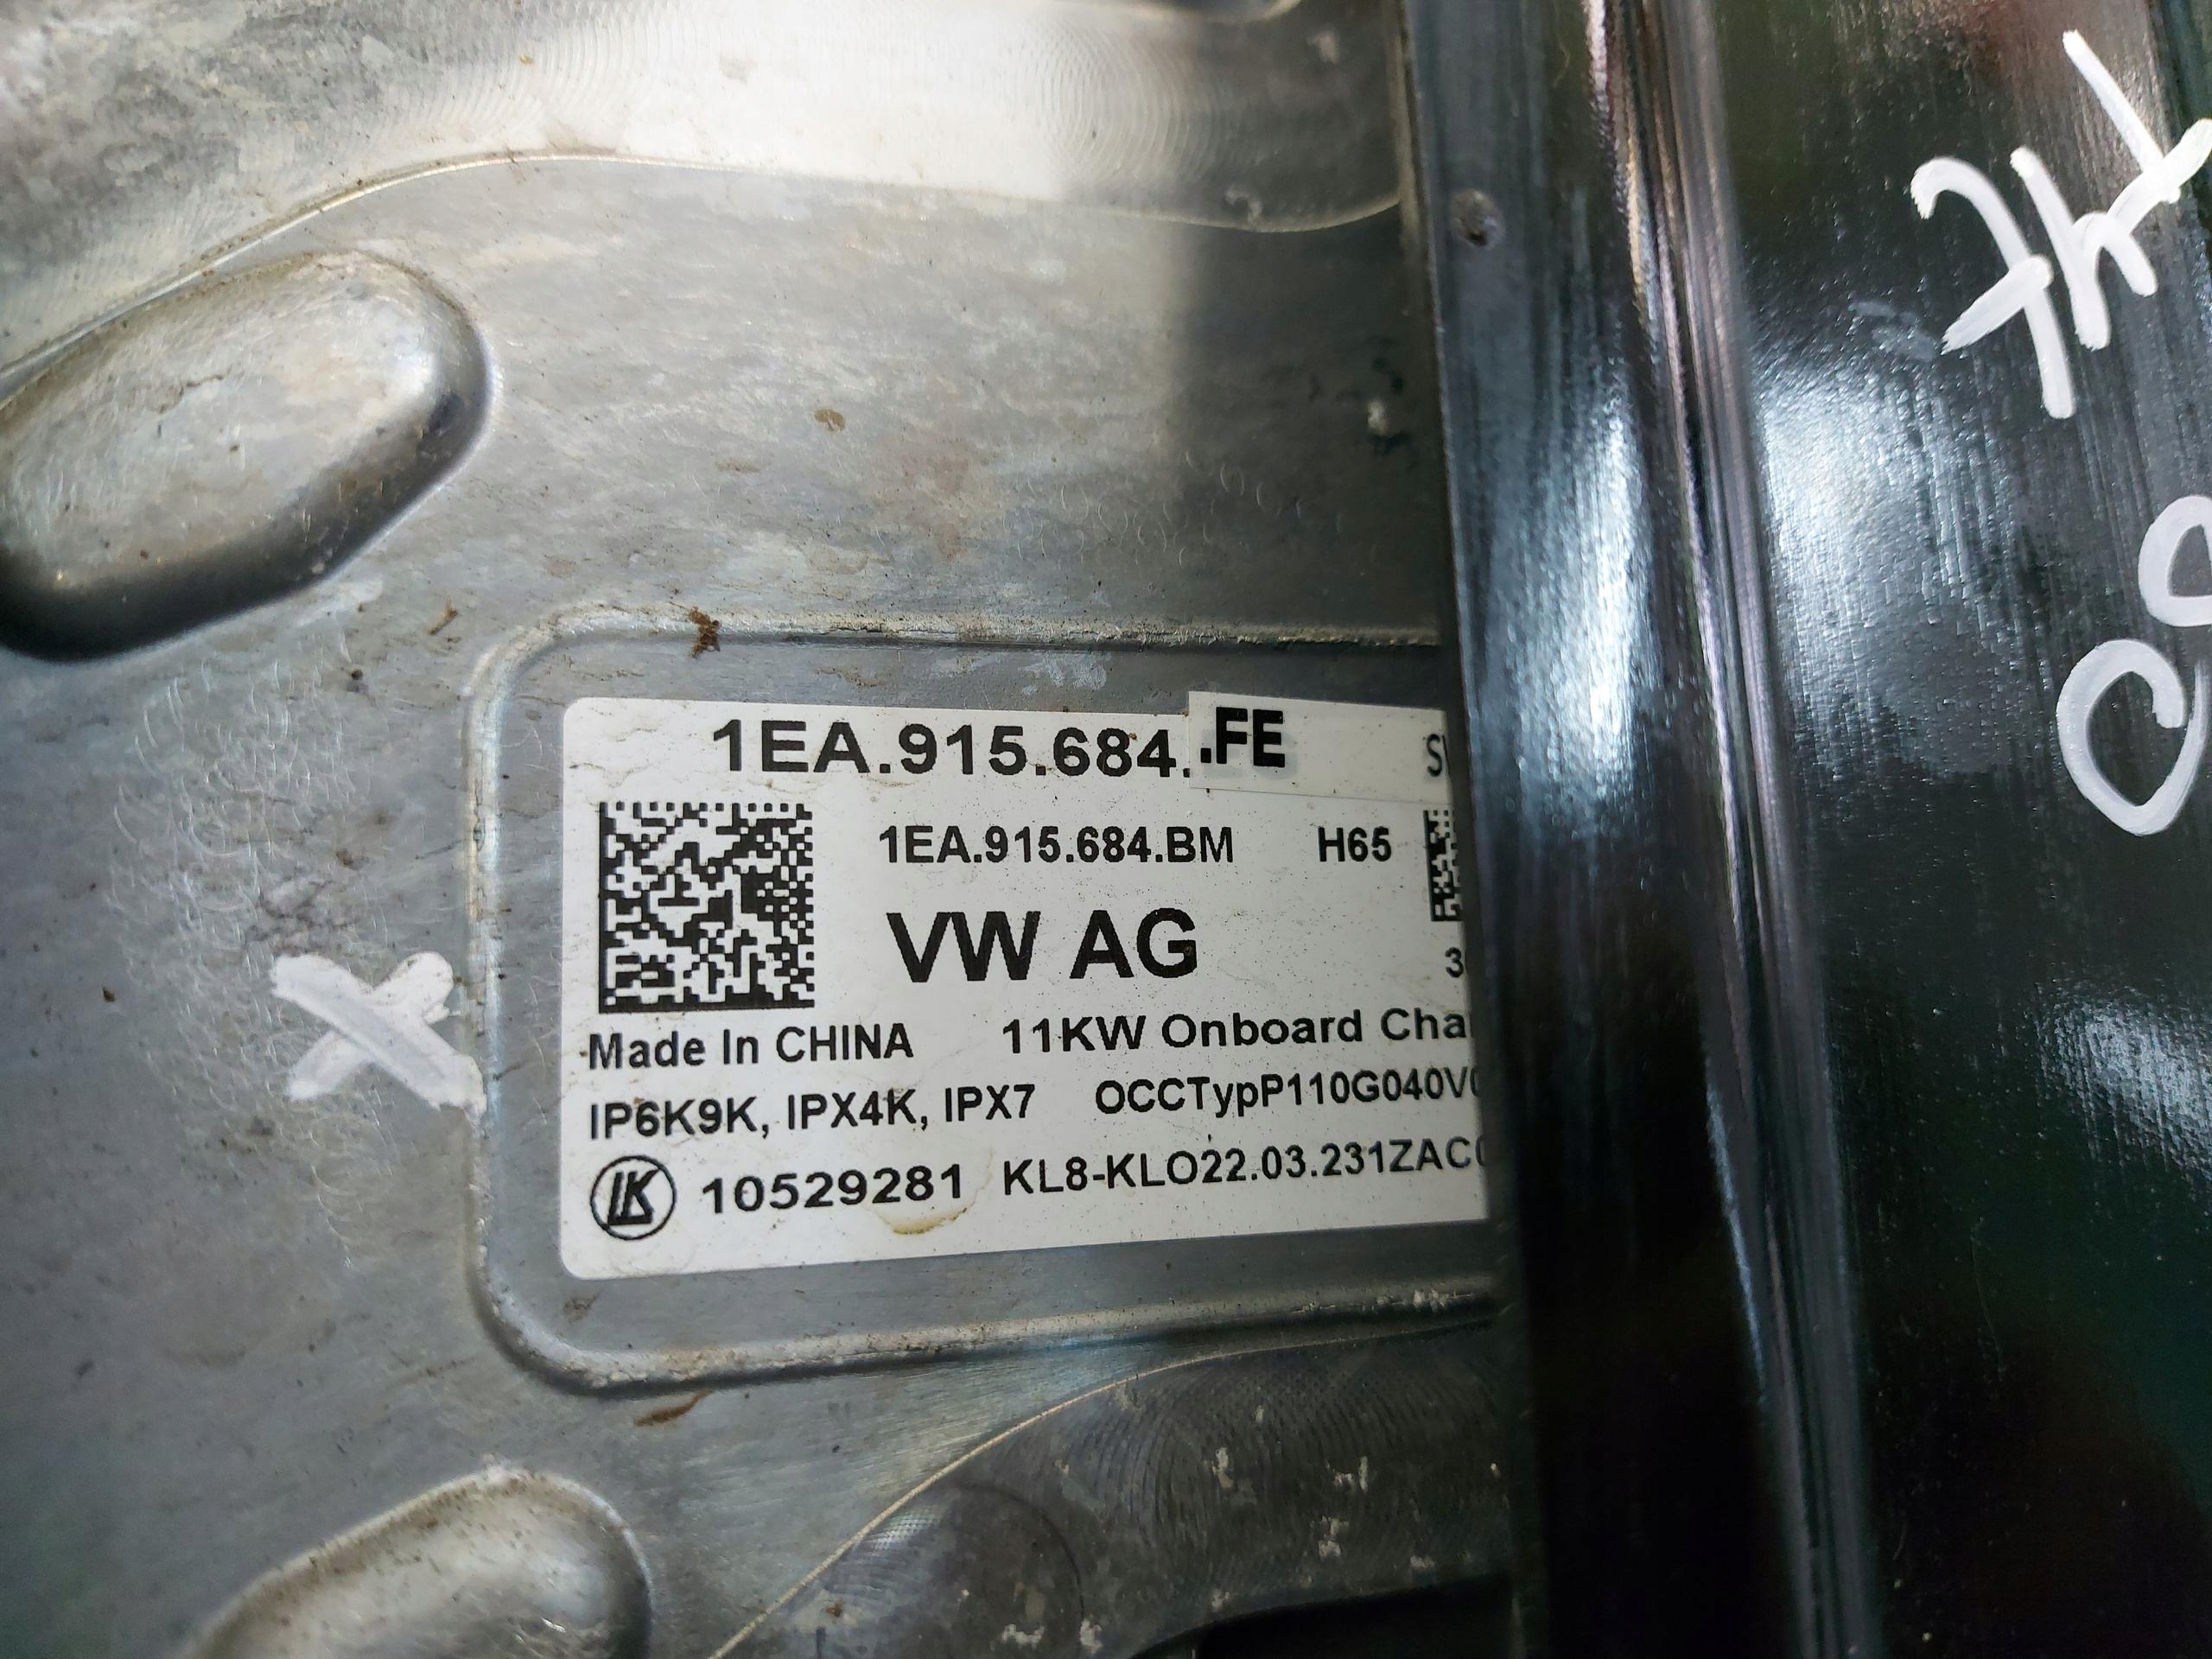 1EA.915.684. .FE
1EA.915.684.BM H65
VW AG
Made In CHINA 11KW Onboard
IP6K9K, IPX4K, IPX7 OCCTypP110G040V
LK 10529281 KL8-KLO22.03.231ZAC